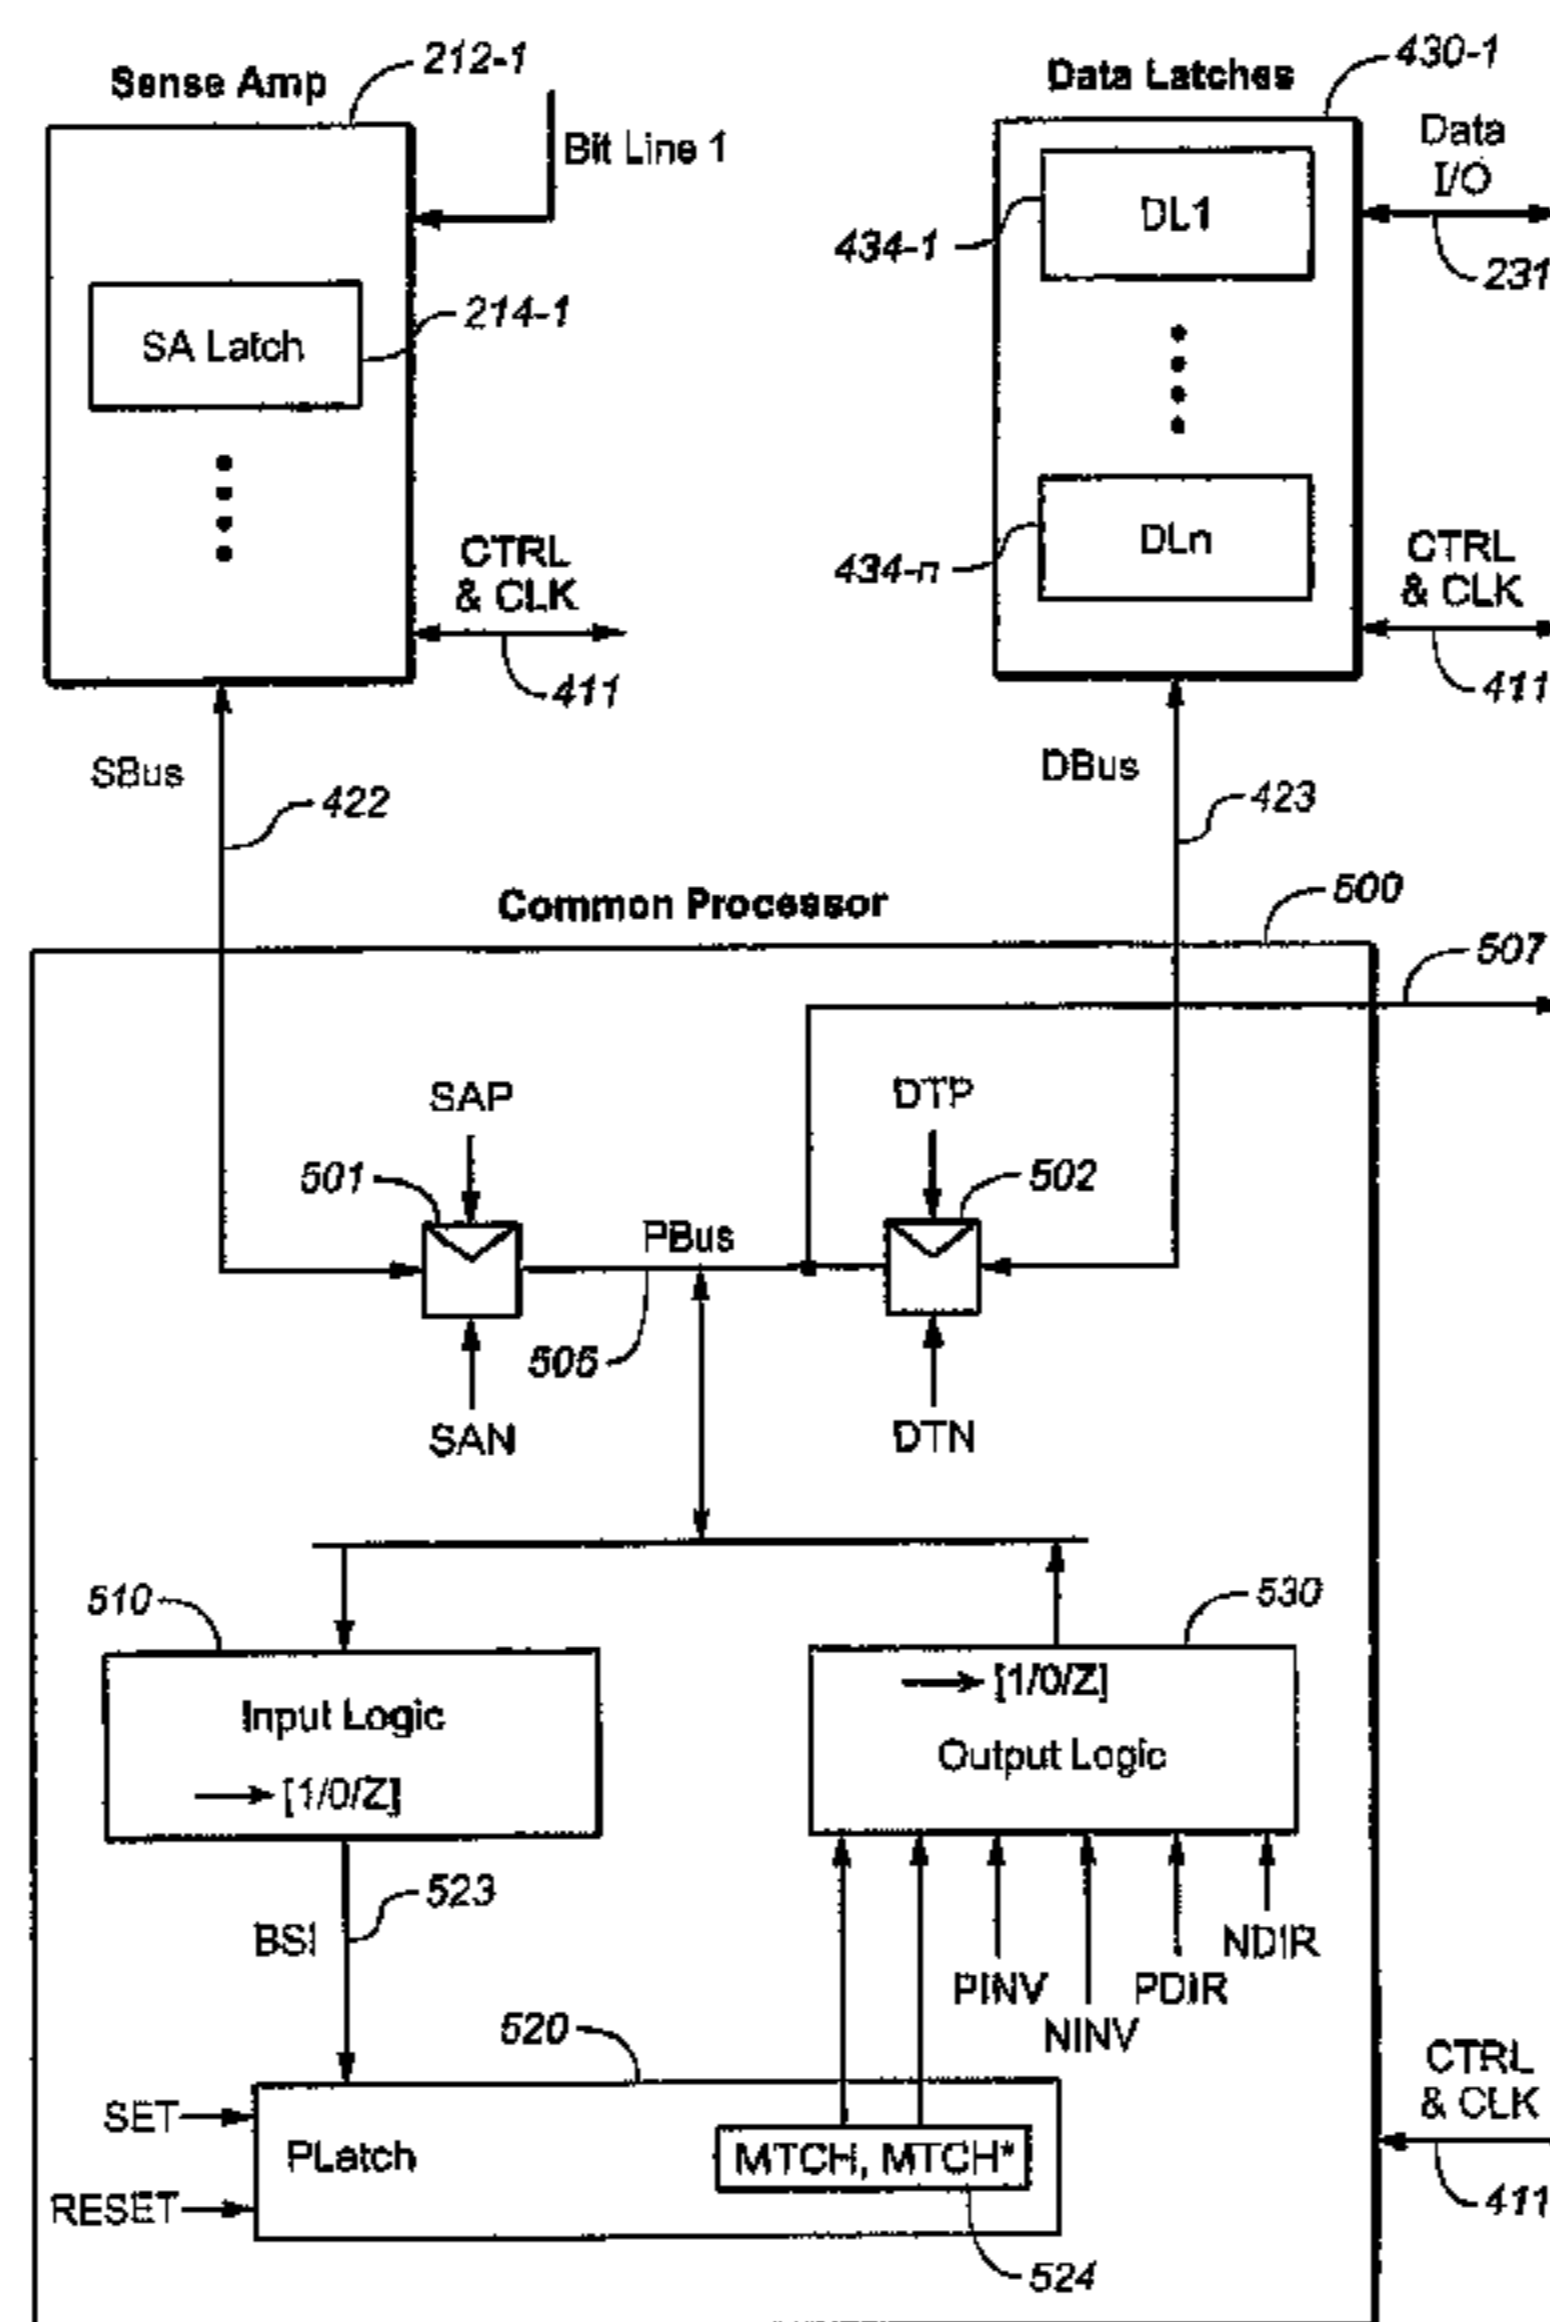 Sense Amp
212-1
Bit Line 1
SA Latch
214-1
CTRL
& CLK
411
SBus
422
Data Latches
430-1
Data
I/O
231
434-1
DL1
434-n
DLn
CTRL
& CLK
411
DBus
423
Common Processor
500
507
SAP
501
SAN
PBus
505
DTP
502
DTN
510
Input Logic
[1/0/Z]
530
[1/0/Z]
Output Logic
BSI
523
PINV
NINV
PDIR
NDIR
520
SET
RESET
PLatch
MTCH, MTCH*
524
CTRL
& CLK
411